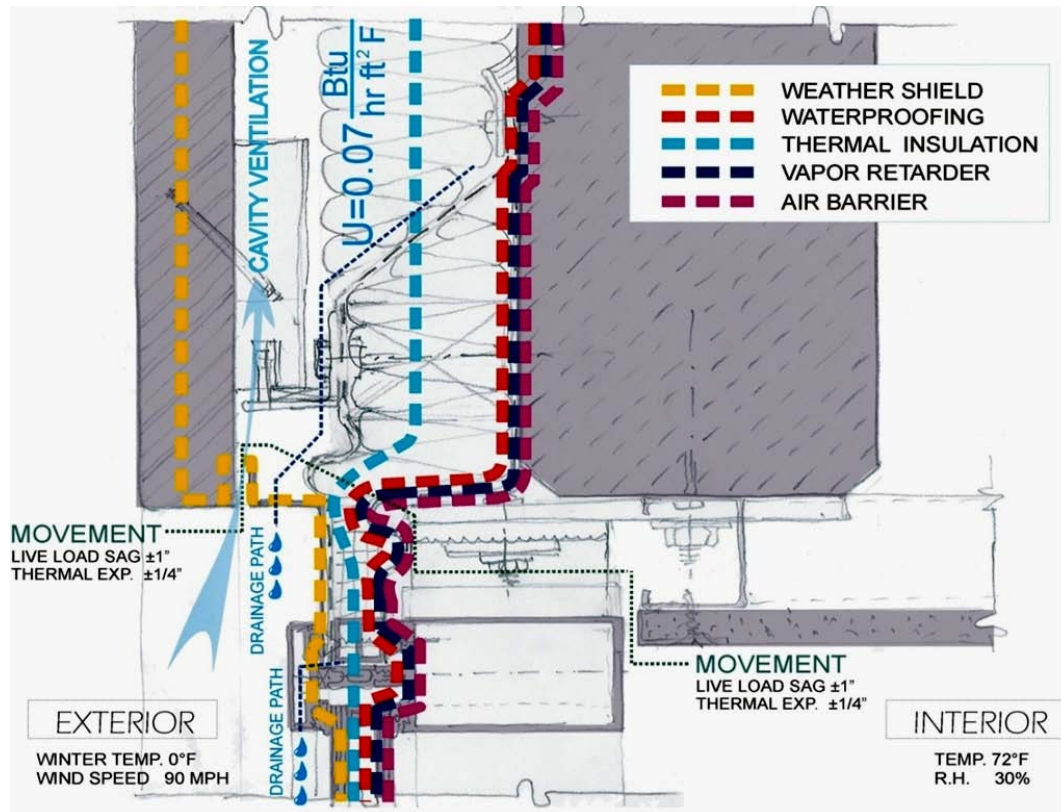 CAVITY VENTILATION
U=0.07 Btu
hr ft² F
WEATHER SHIELD
WATERPROOFING
THERMAL INSULATION
VAPOR RETARDER
AIR BARRIER
MOVEMENT
LIVE LOAD SAG ±1"
THERMAL EXP. ±1/4"
DRAINAGE PATH
DRAINAGE PATH
MOVEMENT
LIVE LOAD SAG ±1"
THERMAL EXP. ±1/4"
EXTERIOR
WINTER TEMP. 0°F
WIND SPEED 90 MPH
INTERIOR
TEMP. 72°F
R.H. 30%